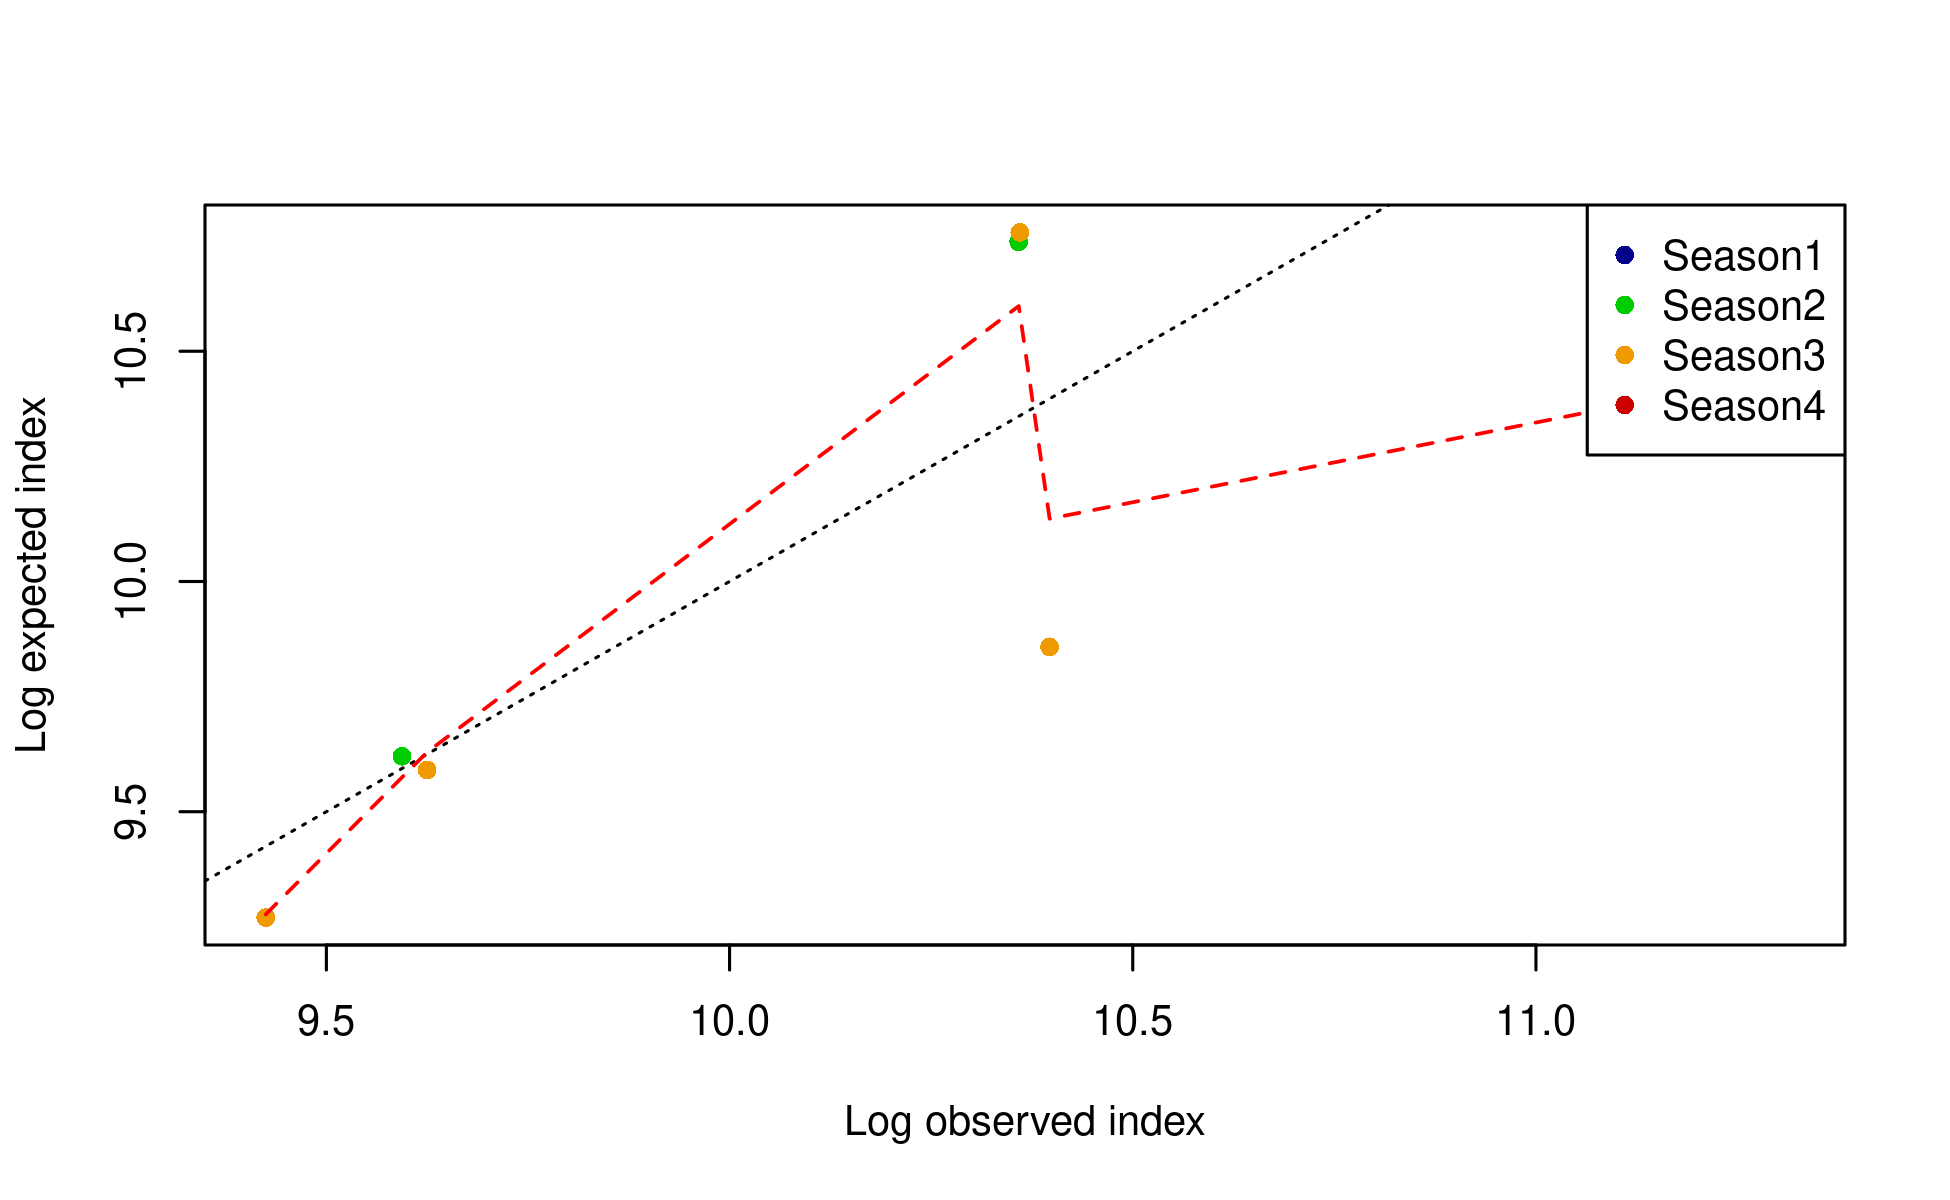 Season1
Season2
Season3
Season4
10.5
10.0
9.5
Log expected index
9.5
10.0
10.5
11.0
Log observed index